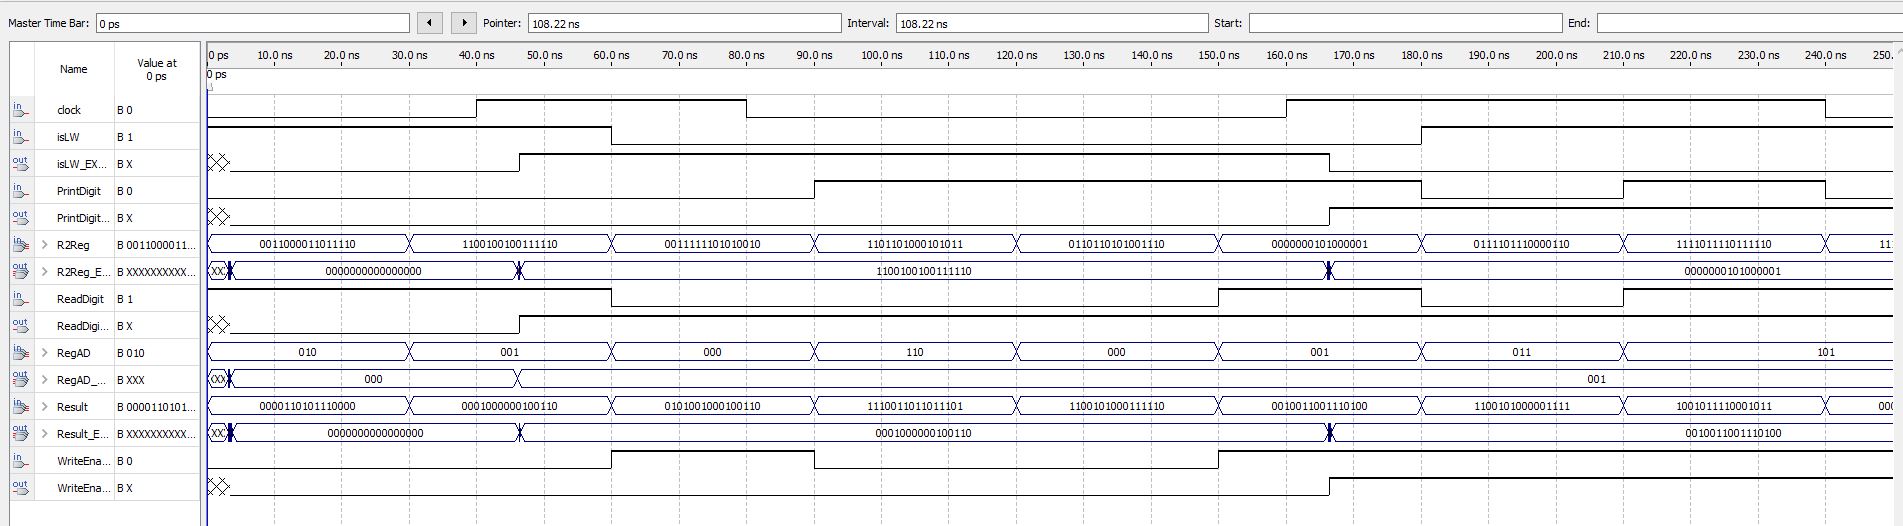 Master Time Bar: 0 ps Pointer: 108.22 ns Interval: 108.22 ns Start: End:
Name Value at 0 ps 0 ps 10.0 ns 20.0 ns 30.0 ns 40.0 ns 50.0 ns 60.0 ns 70.0 ns 80.0 ns 90.0 ns 100.0 ns 110.0 ns 120.0 ns 130.0 ns 140.0 ns 150.0 ns 160.0 ns 170.0 ns 180.0 ns 190.0 ns 200.0 ns 210.0 ns 220.0 ns 230.0 ns 240.0 ns 250.
0 ps
in clock B 0
in isLW B 1
out isLW_EX... B X
in PrintDigit B 0
out PrintDigit... B X
in R2Reg B 0011000011... 0011000011011110 1100100100111110 0011111101010010 1101101000101011 0110110101001110 0000000101000001 0111101110000110 1111011110111110 11
out R2Reg_E... B XXXXXXXXXX... XX 0000000000000000 1100100100111110 0000000101000001
in ReadDigit B 1
out ReadDigi... B X
in RegAD B 010 010 001 000 110 000 001 011 101
out RegAD_... B XXX XX 000 001
in Result B 0000110101... 0000110101110000 0001000000100110 0101001000100110 1110011011011101 1100101000111110 0010011001110100 1100101000001111 1001011110001011 000
out Result_E... B XXXXXXXXXX... XX 0000000000000000 0001000000100110 0010011001110100
in WriteEna... B 0
out WriteEna... B X